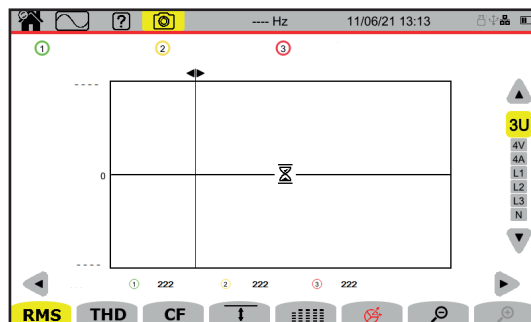 ? ---- Hz 11/06/21 13:13
1 2 3
----
3U
4V
4A
L1
L2
L3
N
0
----
1 222 2 222 3 222
RMS THD CF